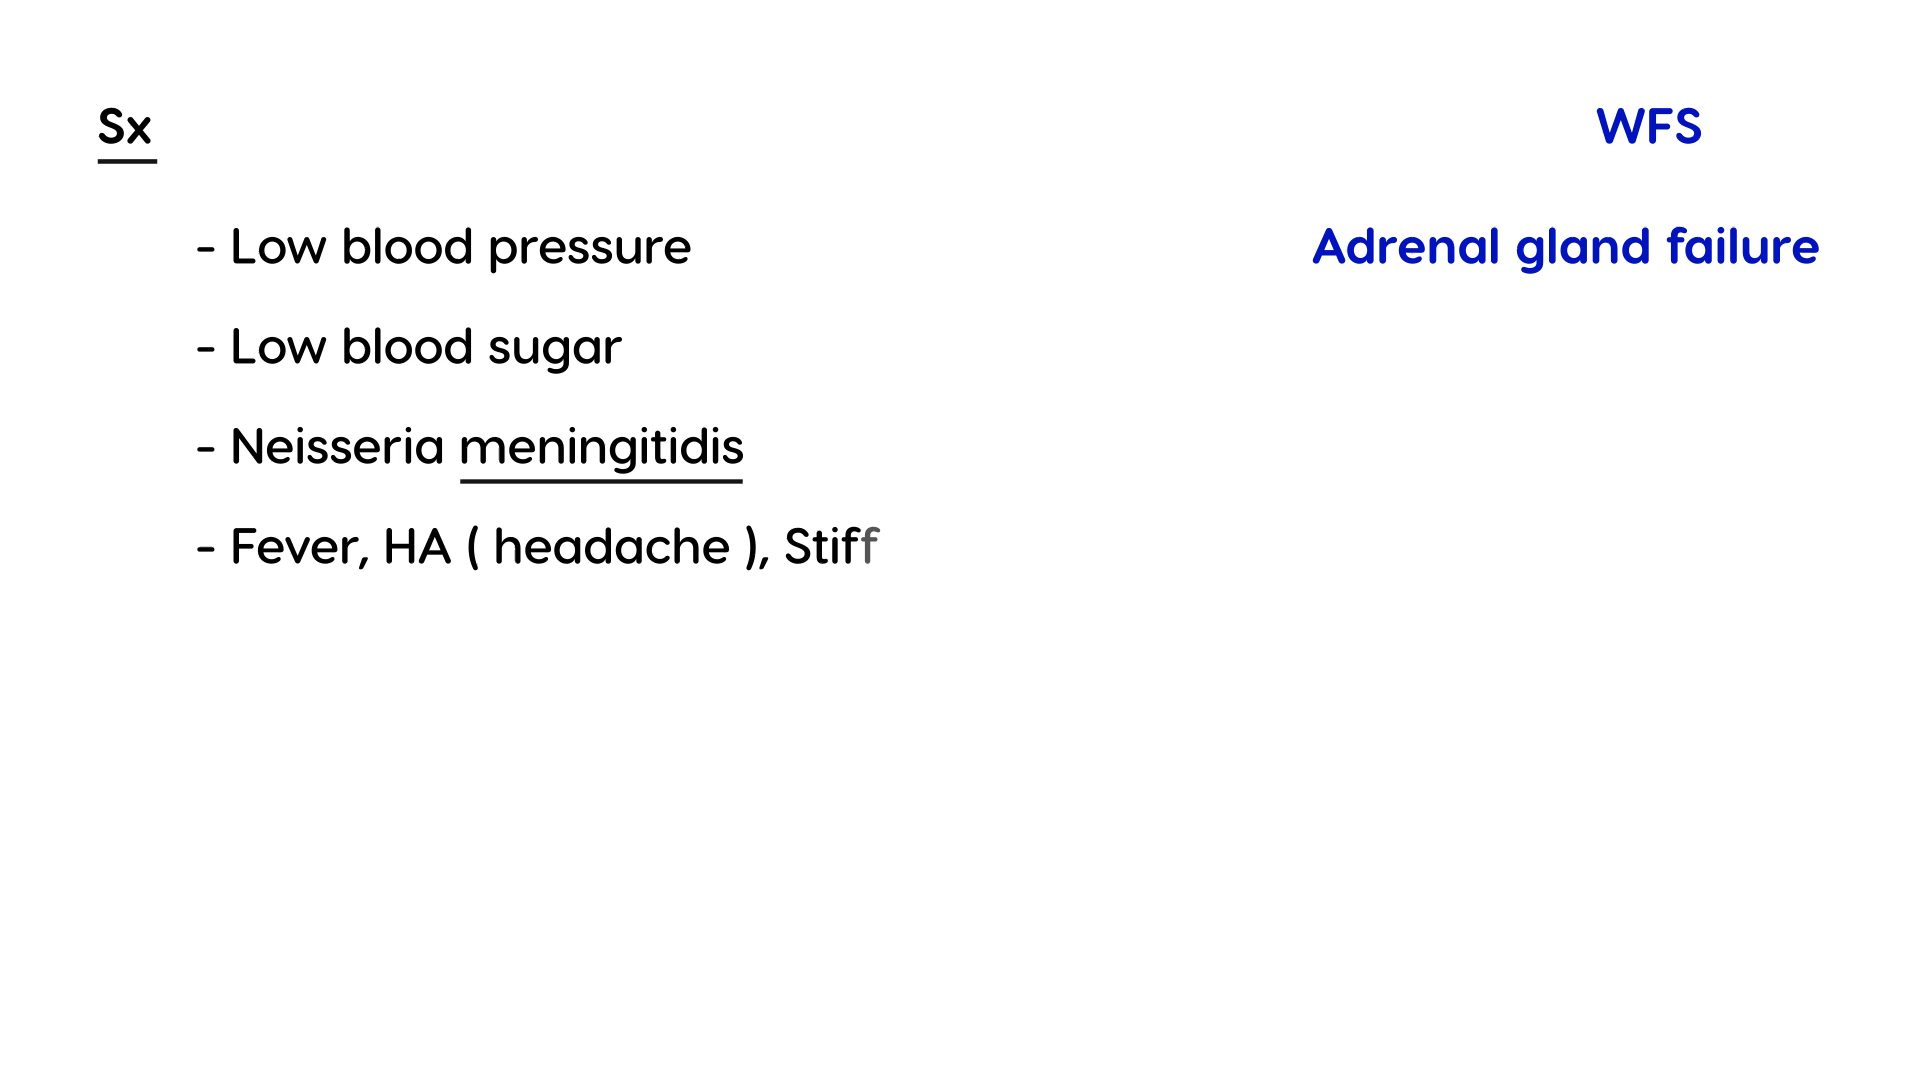 Sx
WFS
- Low blood pressure
Adrenal gland failure
- Low blood sugar
- Neisseria meningitidis
- Fever, HA ( headache ), Stiff